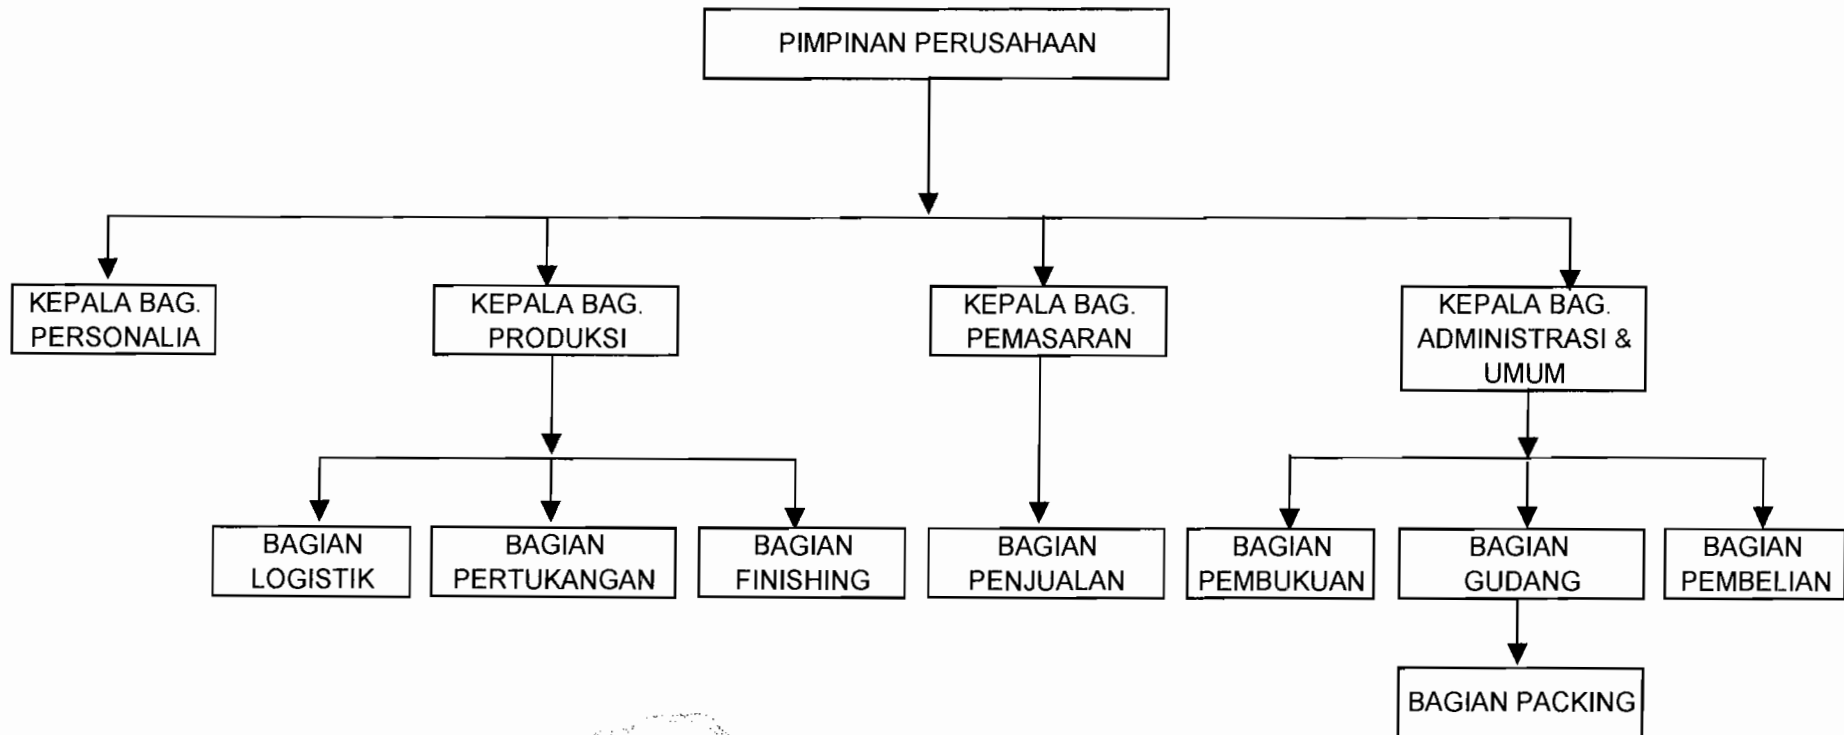 PIMPINAN PERUSAHAAN
KEPALA BAG.
PERSONALIA
KEPALA BAG.
PRODUKSI
KEPALA BAG.
PEMASARAN
KEPALA BAG.
ADMINISTRASI &
UMUM
BAGIAN
LOGISTIK
BAGIAN
PERTUKANGAN
BAGIAN
FINISHING
BAGIAN
PENJUALAN
BAGIAN
PEMBUKUAN
BAGIAN
GUDANG
BAGIAN
PEMBELIAN
BAGIAN PACKING